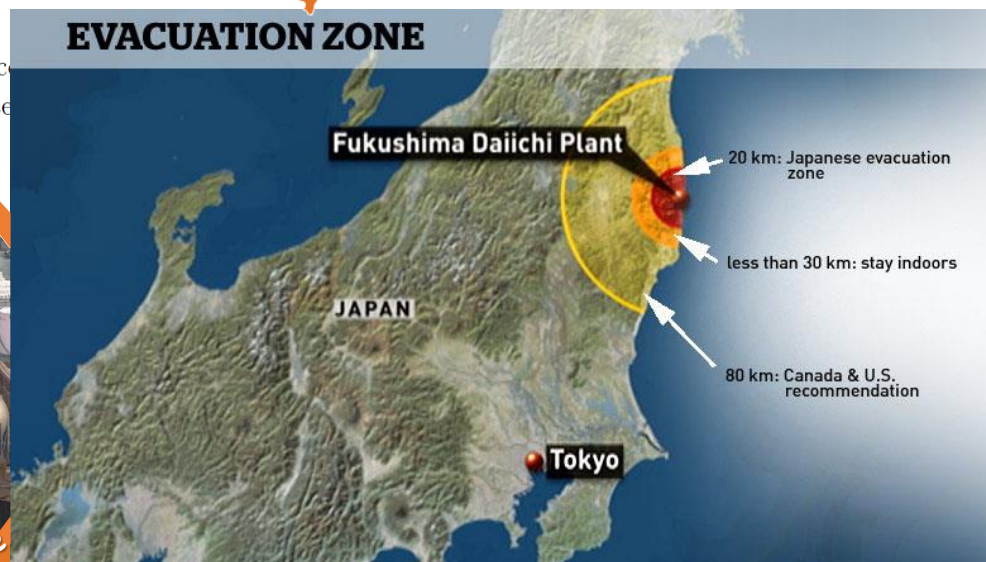 EVACUATION ZONE
Fukushima Daiichi Plant
20 km: Japanese evacuation
zone
less than 30 km: stay indoors
JAPAN
80 km: Canada & U.S.
recommendation
Tokyo